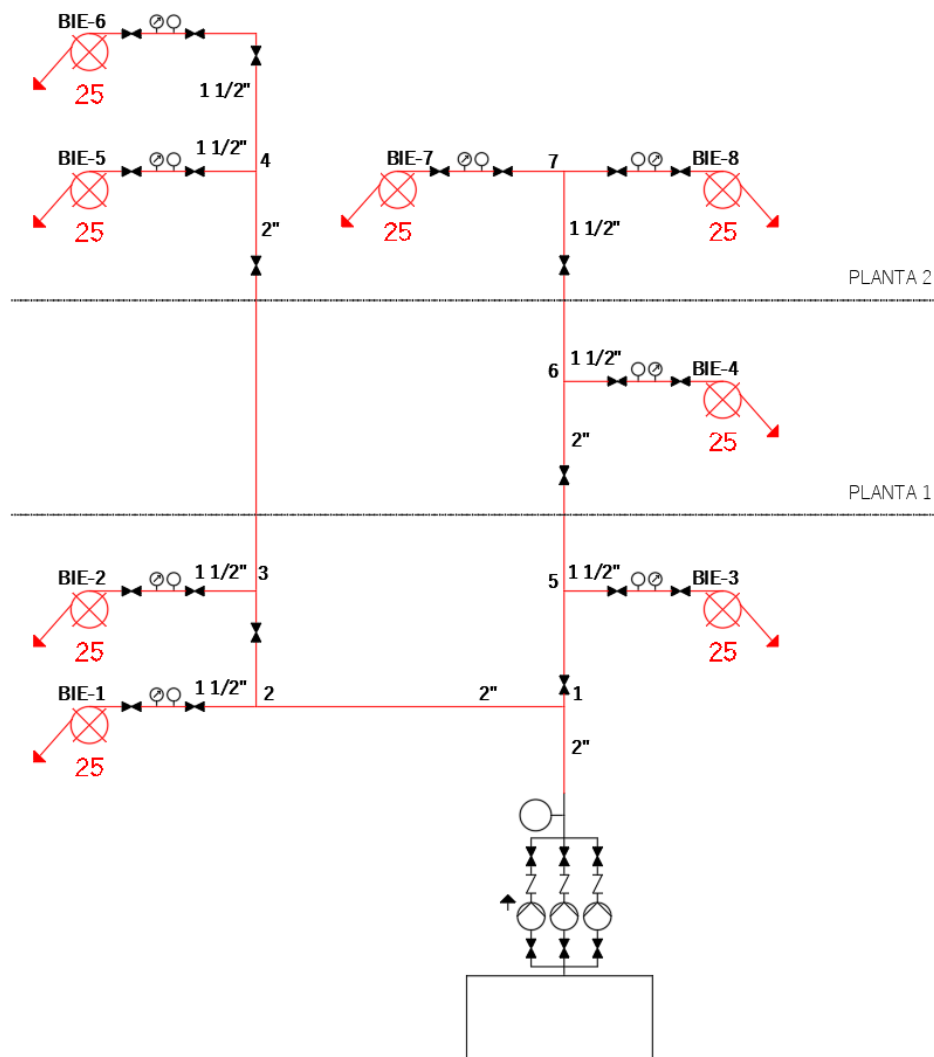 BIE-6
25
1 1/2"
1 1/2"
BIE-5
4
25
2"
BIE-7
7
BIE-8
25
1 1/2"
25
PLANTA 2
1 1/2"
6
BIE-4
25
2"
PLANTA 1
BIE-2
1 1/2"
3
25
5
1 1/2"
BIE-3
25
BIE-1
1 1/2"
2
2"
1
25
2"